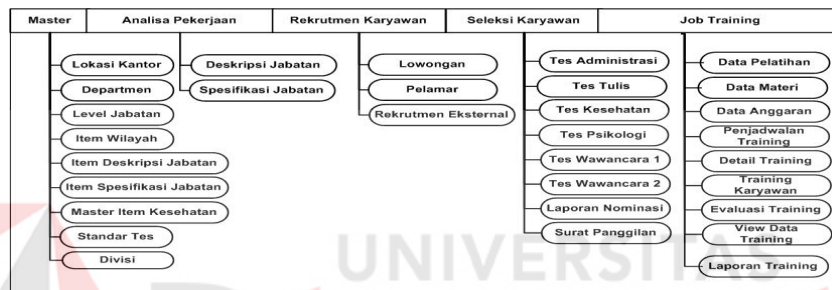 Master
Analisa Pekerjaan
Rekrutmen Karyawan
Seleksi Karyawan
Job Training
Lokasi Kantor
Departmen
Level Jabatan
Item Wilayah
Item Deskripsi Jabatan
Item Spesifikasi Jabatan
Master Item Kesehatan
Standar Tes
Divisi
Deskripsi Jabatan
Spesifikasi Jabatan
Lowongan
Pelamar
Rekrutmen Eksternal
Tes Administrasi
Tes Tulis
Tes Kesehatan
Tes Psikologi
Tes Wawancara 1
Tes Wawancara 2
Laporan Nominasi
Surat Panggilan
Data Pelatihan
Data Materi
Data Anggaran
Penjadwalan
Training
Detail Training
Training
Karyawan
Evaluasi Training
View Data
Training
Laporan Training
UNIVERSITAS